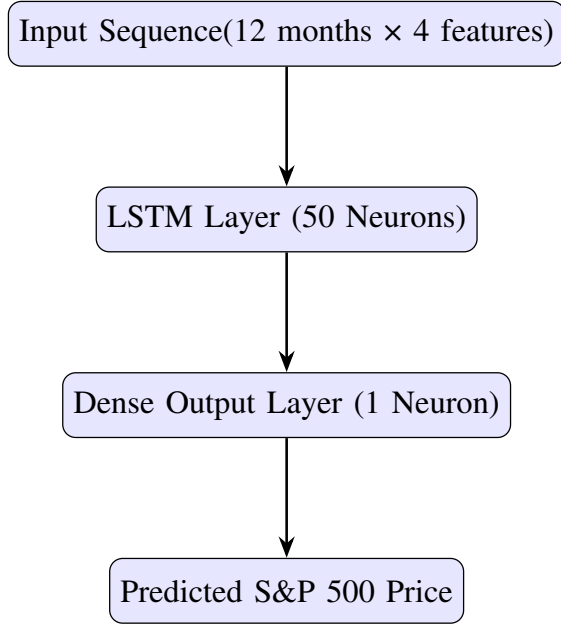 Input Sequence(12 months × 4 features)
LSTM Layer (50 Neurons)
Dense Output Layer (1 Neuron)
Predicted S&P 500 Price